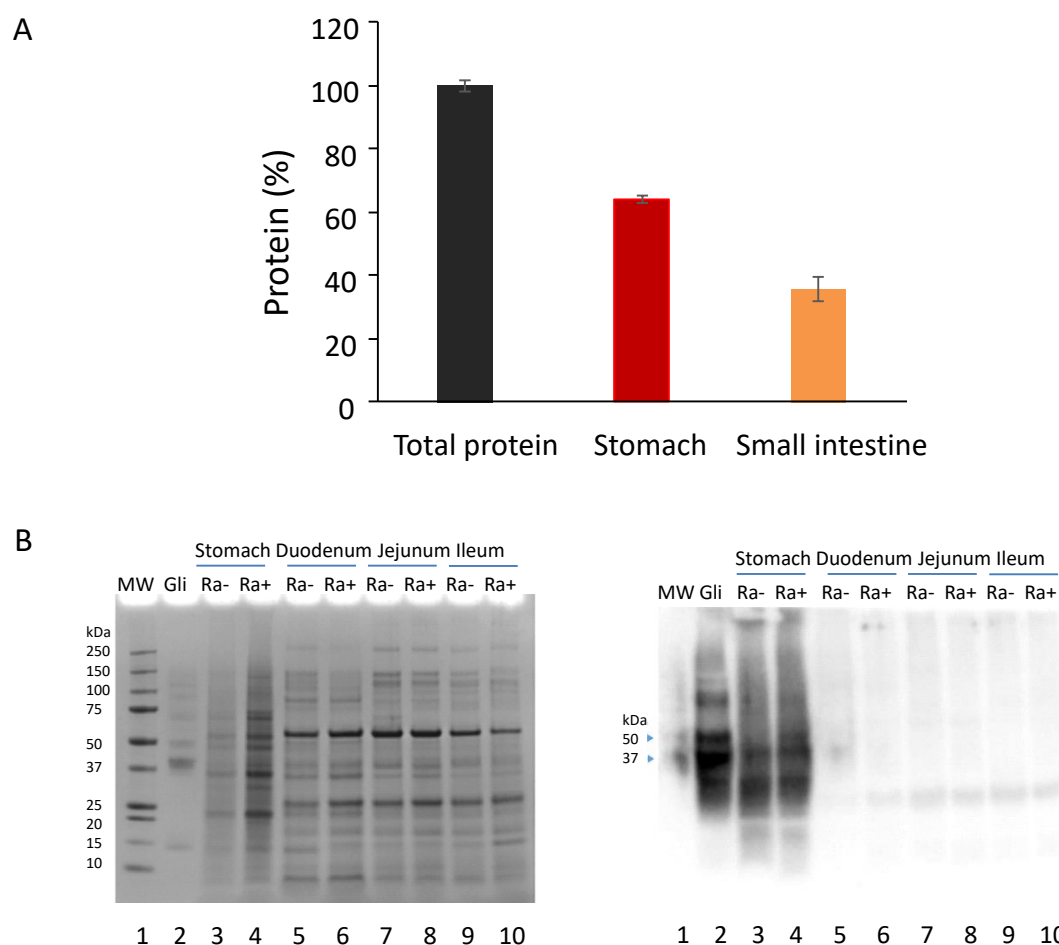 A
120
100
80
60
40
20
0
Protein (%)
Total protein Stomach Small intestine
B
Stomach Duodenum Jejunum Ileum
MW Gli Ra- Ra+ Ra- Ra+ Ra- Ra+ Ra- Ra+
kDa
250
150
100
75
50
37
25
20
15
10
1 2 3 4 5 6 7 8 9 10
Stomach Duodenum Jejunum Ileum
MW Gli Ra- Ra+ Ra- Ra+ Ra- Ra+ Ra- Ra+
kDa
50
37
1 2 3 4 5 6 7 8 9 10